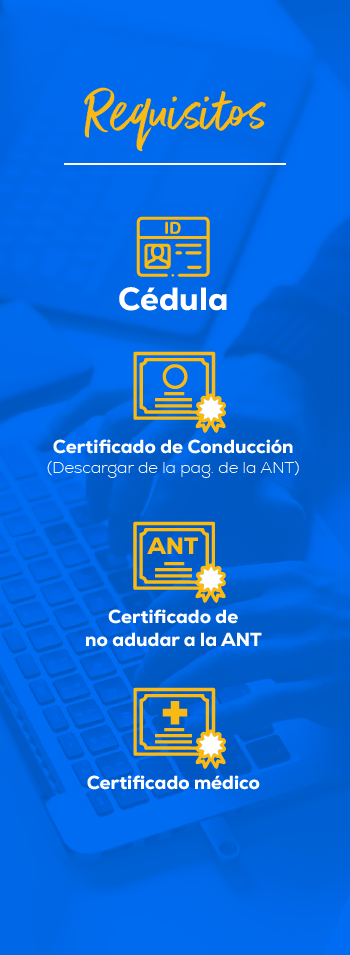 Requisitos
ID
Cédula
Certificado de Conducción
(Descargar de la pag. de la ANT)
ANT
Certificado de
no adudar a la ANT
Certificado médico